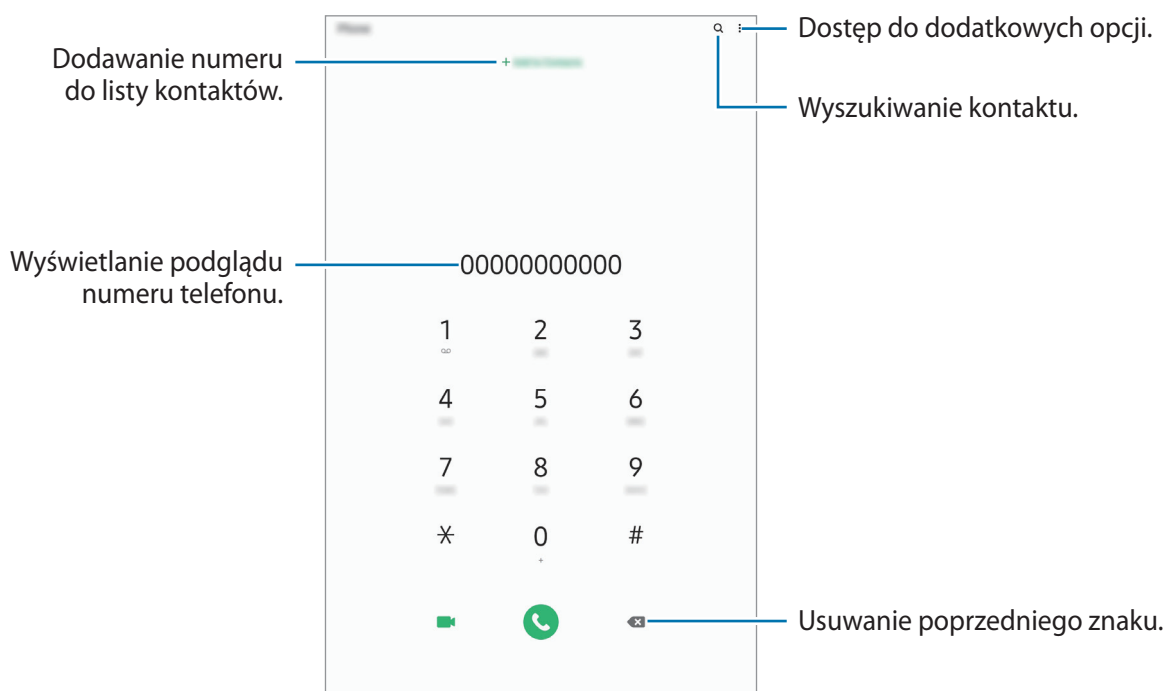 Dostęp do dodatkowych opcji.
Dodawanie numeru
do listy kontaktów.
Wyszukiwanie kontaktu.
Wyświetlanie podglądu
numeru telefonu.
00000000000
1 2 3
4 5 6
7 8 9
* 0 #
+
Usuwanie poprzedniego znaku.